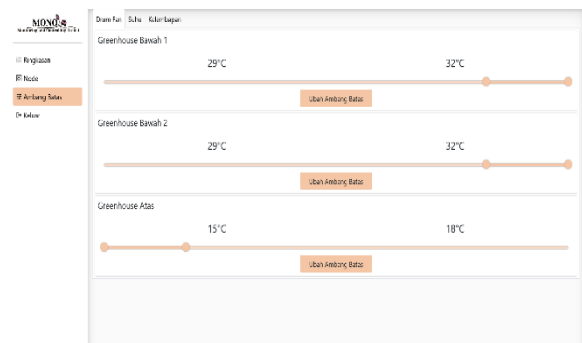 MONO
Ringkasan
Node
Ambang Batas
Keluar
Drum Fan Suhu Kelembapan
Greenhouse Bawah 1
29°C 32°C
Ubah Ambang Batas
Greenhouse Bawah 2
29°C 32°C
Ubah Ambang Batas
Greenhouse Atas
15°C 18°C
Ubah Ambang Batas